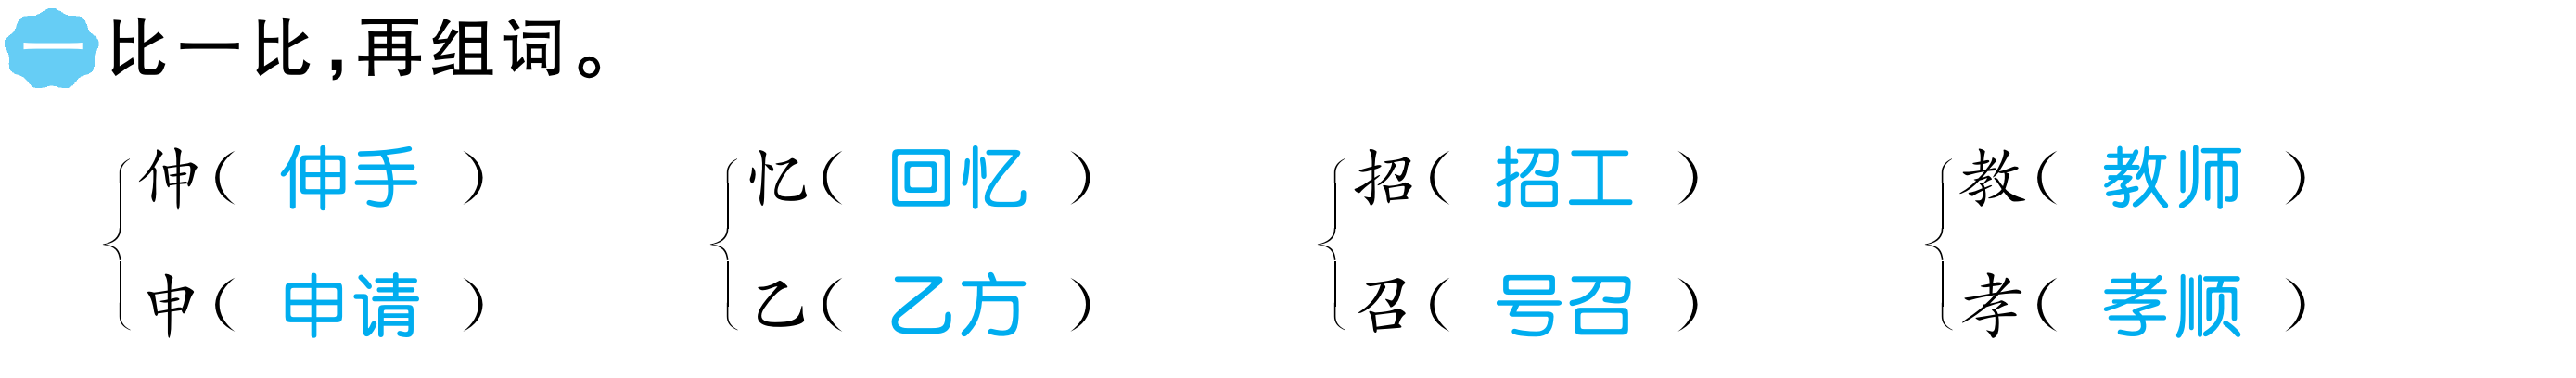 一 比一比,再组词。
伸( 伸手 ) 忆( 回忆 ) 招( 招工 ) 教( 教师 )
申( 申请 ) 乙( 乙方 ) 召( 号召 ) 孝( 孝顺 )